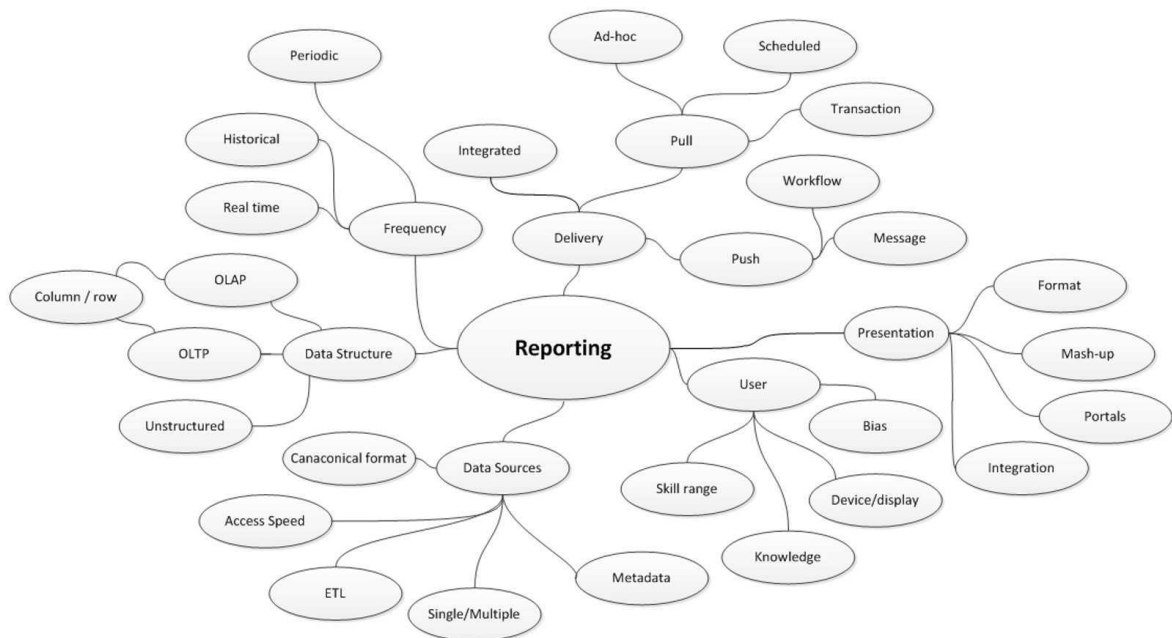 Periodic
Ad-hoc
Scheduled
Transaction
Historical
Integrated
Pull
Workflow
Real time
Frequency
Delivery
Push
Message
OLAP
Column / row
Format
Reporting
Presentation
OLTP
Data Structure
Mash-up
User
Portals
Unstructured
Bias
Canaconical format
Data Sources
Integration
Skill range
Device/display
Access Speed
Knowledge
Metadata
ETL
Single/Multiple